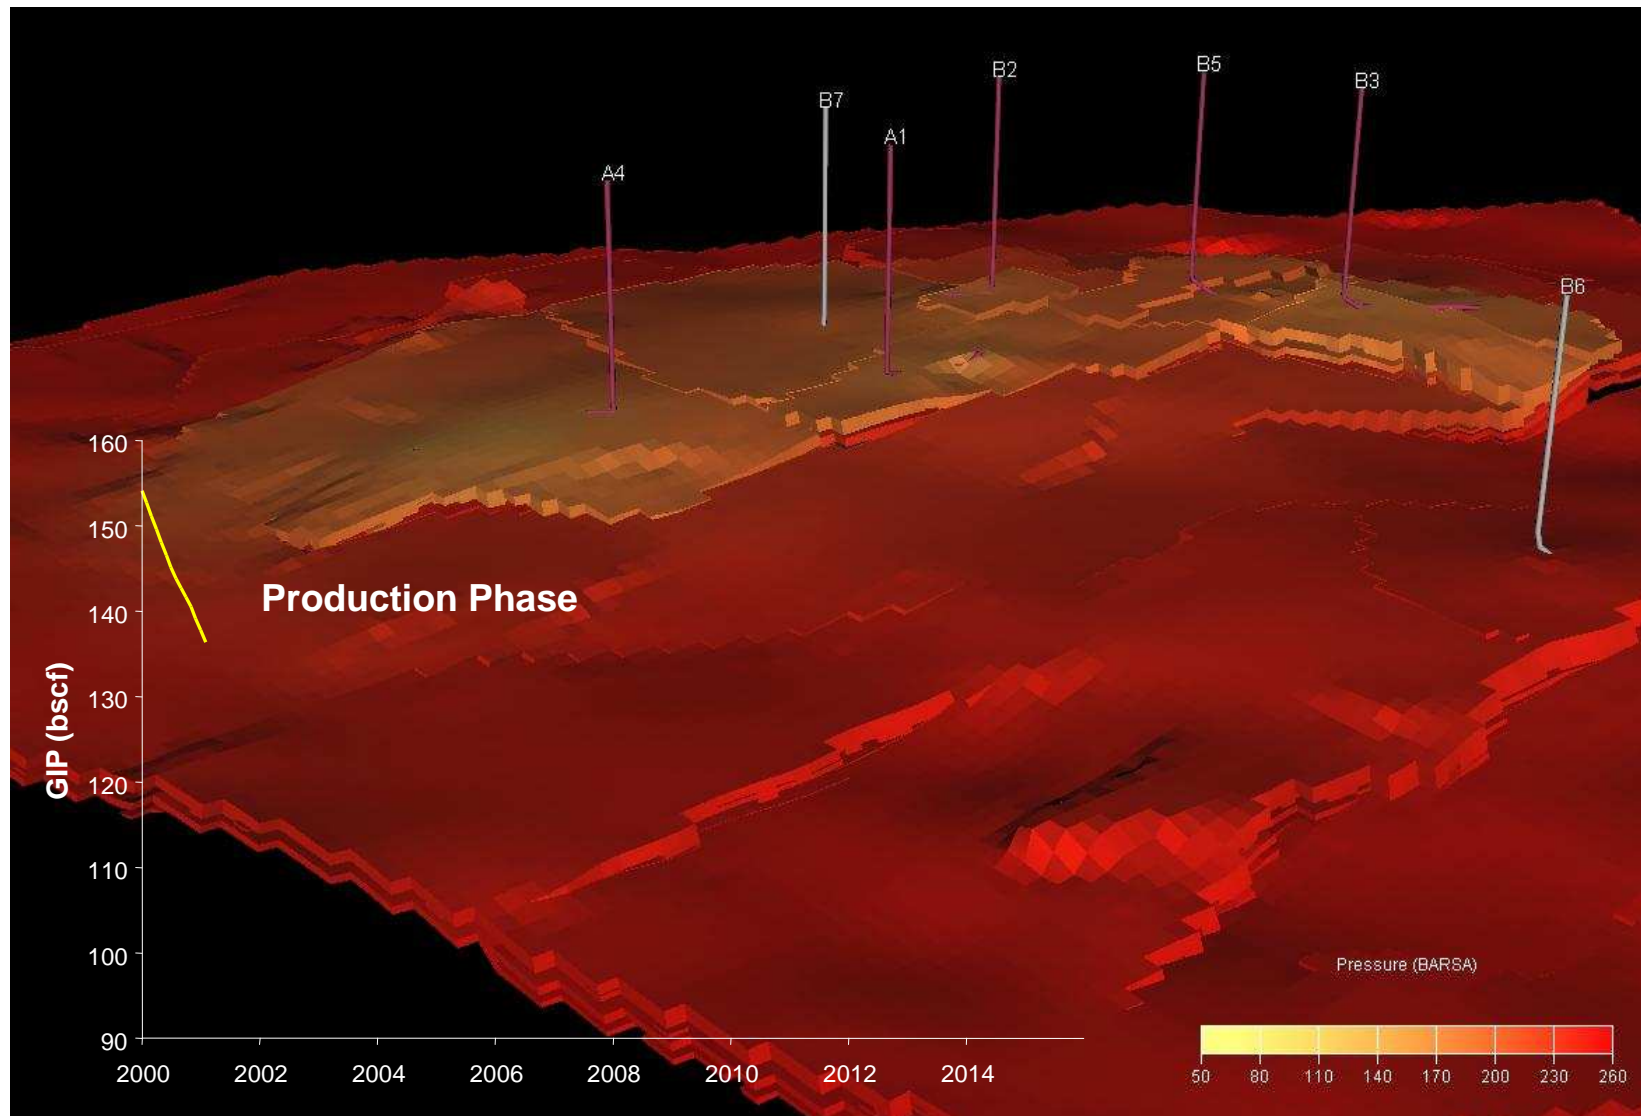 B2
B5
B3
B7
A1
A4
B6
160
150
Production Phase
140
GIP (bscf)
130
120
110
100
Pressure (BARSA)
90
2000 2002 2004 2006 2008 2010 2012 2014
50 80 110 140 170 200 230 260